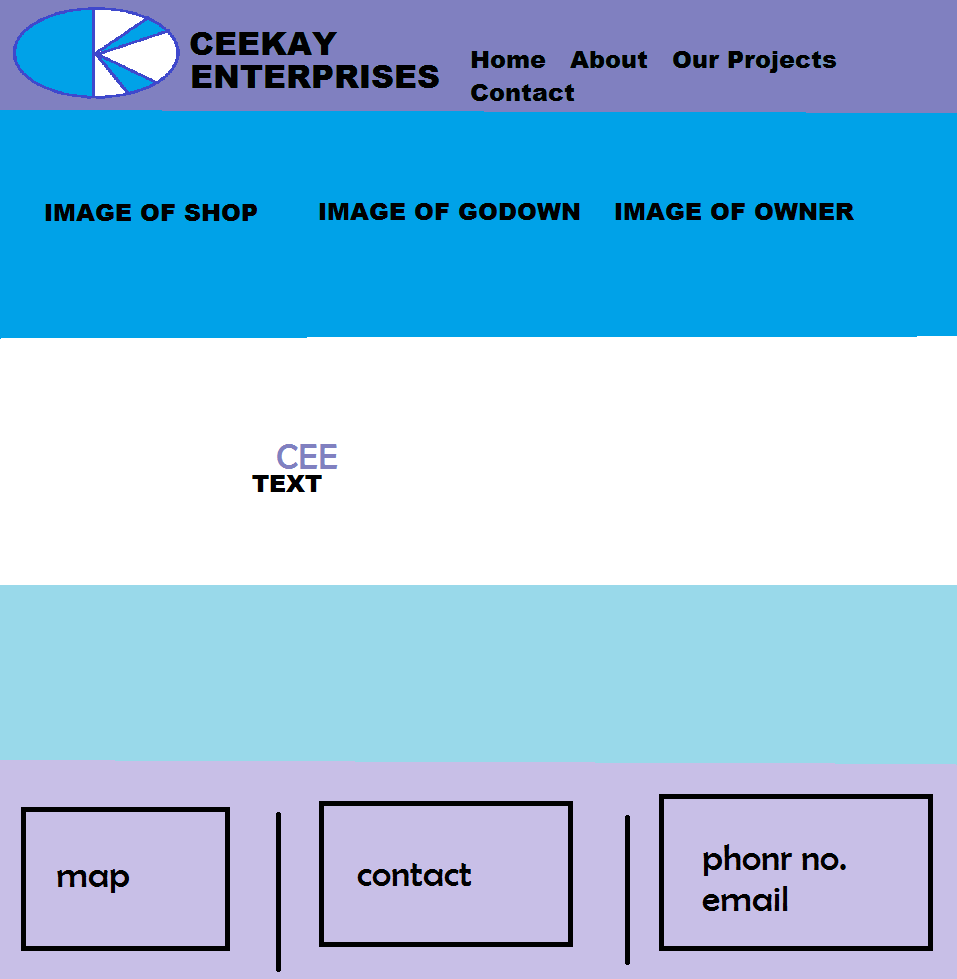 CEEKAY
ENTERPRISES
Home About Our Projects
Contact
IMAGE OF SHOP IMAGE OF GODOWN IMAGE OF OWNER
CEE
TEXT
map
contact
phonr no.
email